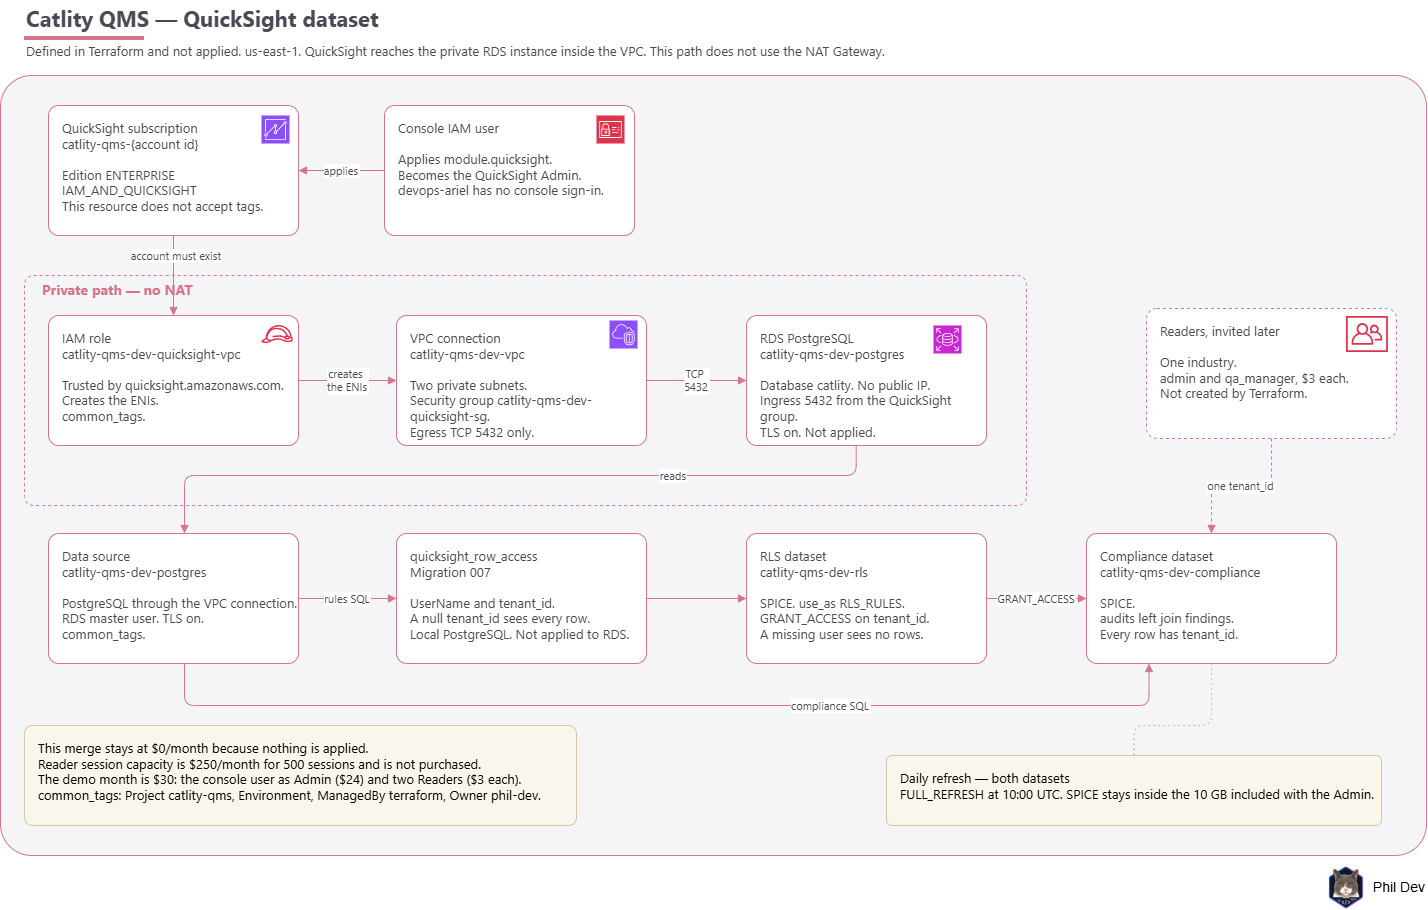 Catlity QMS — QuickSight dataset
Defined in Terraform and not applied. us-east-1. QuickSight reaches the private RDS instance inside the VPC. This path does not use the NAT Gateway.
QuickSight subscription
catlity-qms-{account id}
Edition ENTERPRISE
IAM_AND_QUICKSIGHT
This resource does not accept tags.
applies
Console IAM user
Applies module.quicksight.
Becomes the QuickSight Admin.
devops-ariel has no console sign-in.
account must exist
Private path — no NAT
IAM role
catlity-qms-dev-quicksight-vpc
Trusted by quicksight.amazonaws.com.
Creates the ENIs.
common_tags.
creates
the ENIs
VPC connection
catlity-qms-dev-vpc
Two private subnets.
Security group catlity-qms-dev-
quicksight-sg.
Egress TCP 5432 only.
TCP
5432
RDS PostgreSQL
catlity-qms-dev-postgres
Database catlity. No public IP.
Ingress 5432 from the QuickSight
group.
TLS on. Not applied.
Readers, invited later
One industry.
admin and qa_manager, $3 each.
Not created by Terraform.
reads
one tenant_id
Data source
catlity-qms-dev-postgres
PostgreSQL through the VPC connection.
RDS master user. TLS on.
common_tags.
rules SQL
quicksight_row_access
Migration 007
UserName and tenant_id.
A null tenant_id sees every row.
Local PostgreSQL. Not applied to RDS.
RLS dataset
catlity-qms-dev-rls
SPICE. use_as RLS_RULES.
GRANT_ACCESS on tenant_id.
A missing user sees no rows.
GRANT_ACCESS
Compliance dataset
catlity-qms-dev-compliance
SPICE.
audits left join findings.
Every row has tenant_id.
compliance SQL
This merge stays at $0/month because nothing is applied.
Reader session capacity is $250/month for 500 sessions and is not purchased.
The demo month is $30: the console user as Admin ($24) and two Readers ($3 each).
common_tags: Project catlity-qms, Environment, ManagedBy terraform, Owner phil-dev.
Daily refresh — both datasets
FULL_REFRESH at 10:00 UTC. SPICE stays inside the 10 GB included with the Admin.
Phil Dev